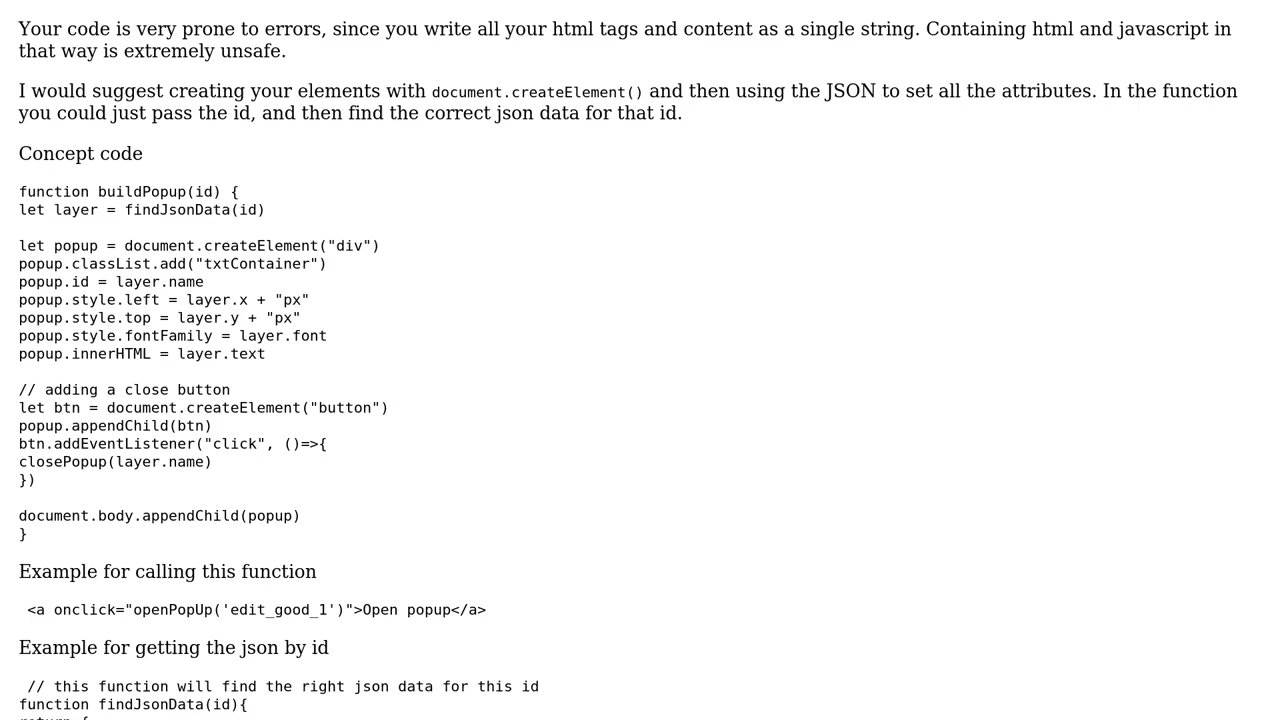 Your code is very prone to errors, since you write all your html tags and content as a single string. Containing html and javascript in
that way is extremely unsafe.
I would suggest creating your elements with document.createElement() and then using the JSON to set all the attributes. In the function
you could just pass the id, and then find the correct json data for that id.
Concept code
function buildPopup(id) {
let layer = findJsonData(id)
let popup = document.createElement("div")
popup.classList.add("txtContainer")
popup.id = layer.name
popup.style.left = layer.x + "px"
popup.style.top = layer.y + "px"
popup.style.fontFamily = layer.font
popup.innerHTML = layer.text
// adding a close button
let btn = document.createElement("button")
popup.appendChild(btn)
btn.addEventListener("click", ()=>{
closePopup(layer.name)
})
document.body.appendChild(popup)
}
Example for calling this function
<a onclick="openPopUp('edit_good_1')">Open popup</a>
Example for getting the json by id
// this function will find the right json data for this id
function findJsonData(id){
return {